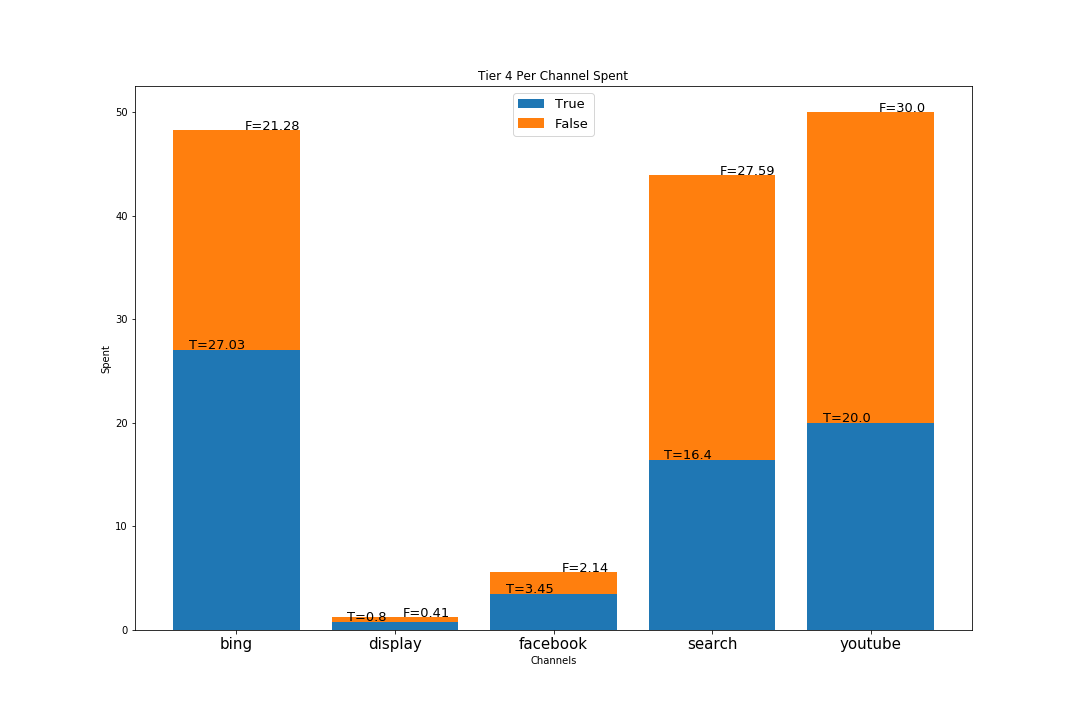 Tier 4 Per Channel Spent
True
False
50
40
30
20
10
0
Spent
F=21.28
T=27.03
T=0.8
F=0.41
F=2.14
T=3.45
F=27.59
T=16.4
F=30.0
T=20.0
bing
display
facebook
search
youtube
Channels